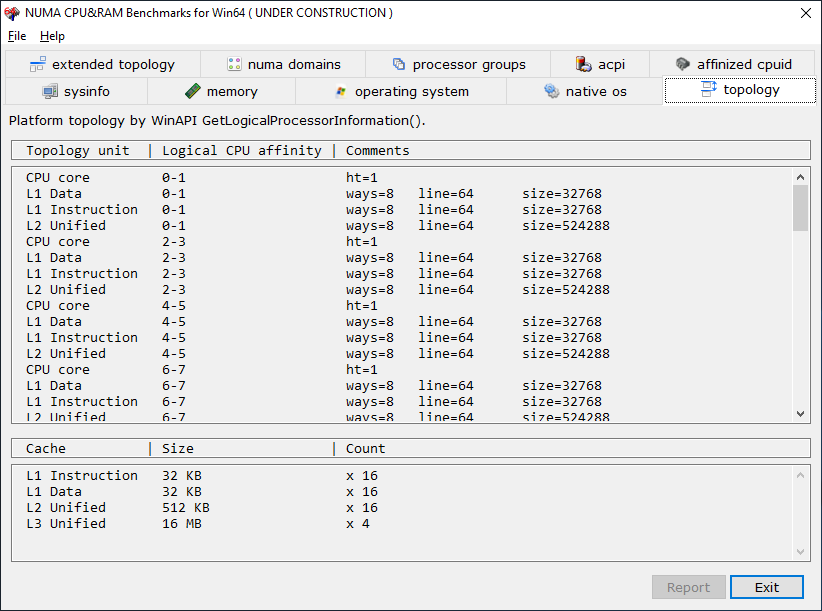 NUMA CPU&RAM Benchmarks for Win64 ( UNDER CONSTRUCTION )
File Help
extended topology numa domains processor groups acpi affinized cpuid
sysinfo memory operating system native os topology
Platform topology by WinAPI GetLogicalProcessorInformation().
Topology unit | Logical CPU affinity | Comments
CPU core 0-1 ht=1
L1 Data 0-1 ways=8 line=64 size=32768
L1 Instruction 0-1 ways=8 line=64 size=32768
L2 Unified 0-1 ways=8 line=64 size=524288
CPU core 2-3 ht=1
L1 Data 2-3 ways=8 line=64 size=32768
L1 Instruction 2-3 ways=8 line=64 size=32768
L2 Unified 2-3 ways=8 line=64 size=524288
CPU core 4-5 ht=1
L1 Data 4-5 ways=8 line=64 size=32768
L1 Instruction 4-5 ways=8 line=64 size=32768
L2 Unified 4-5 ways=8 line=64 size=524288
CPU core 6-7 ht=1
L1 Data 6-7 ways=8 line=64 size=32768
L1 Instruction 6-7 ways=8 line=64 size=32768
L2 Unified 6-7 ways=8 line=64 size=524288
Cache | Size | Count
L1 Instruction 32 KB x 16
L1 Data 32 KB x 16
L2 Unified 512 KB x 16
L3 Unified 16 MB x 4
Report Exit